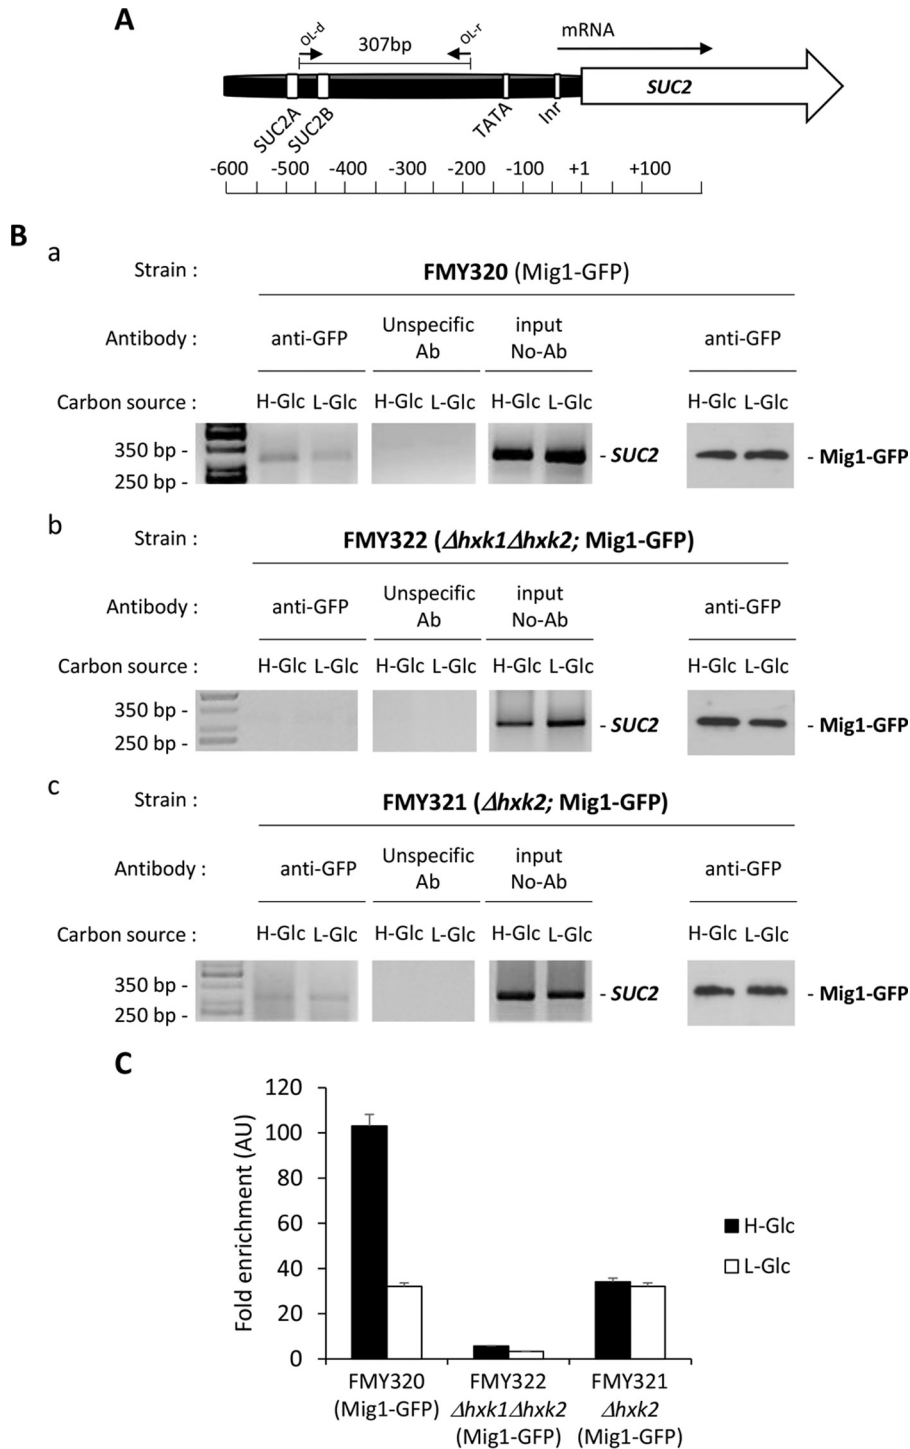 A
OL-d
307bp
OL-r
mRNA
SUC2
SUC2A
SUC2B
TATA
Inr
-600 -500 -400 -300 -200 -100 +1 +100
B
a
Strain : FMY320 (Mig1-GFP)
Antibody : anti-GFP Unspecific Ab input No-Ab anti-GFP
Carbon source : H-Glc L-Glc H-Glc L-Glc H-Glc L-Glc H-Glc L-Glc
350 bp -
- SUC2 - Mig1-GFP
250 bp -
b
Strain : FMY322 (Δhxk1Δhxk2; Mig1-GFP)
Antibody : anti-GFP Unspecific Ab input No-Ab anti-GFP
Carbon source : H-Glc L-Glc H-Glc L-Glc H-Glc L-Glc H-Glc L-Glc
350 bp -
- SUC2 - Mig1-GFP
250 bp -
c
Strain : FMY321 (Δhxk2; Mig1-GFP)
Antibody : anti-GFP Unspecific Ab input No-Ab anti-GFP
Carbon source : H-Glc L-Glc H-Glc L-Glc H-Glc L-Glc H-Glc L-Glc
350 bp -
- SUC2 - Mig1-GFP
250 bp -
C
Fold enrichment (AU)
120
100
80
60
40
20
0
H-Glc
L-Glc
FMY320 FMY322 FMY321
(Mig1-GFP) Δhxk1Δhxk2 Δhxk2
(Mig1-GFP) (Mig1-GFP)